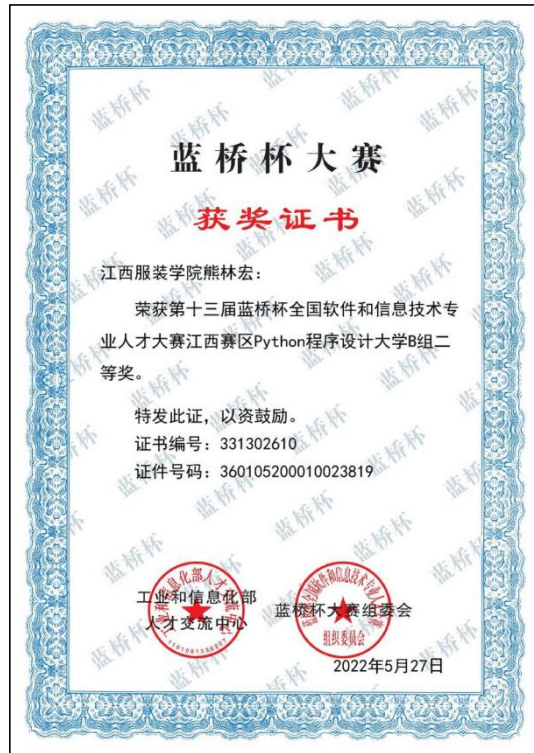 蓝桥杯大赛
获奖证书
江西服装学院熊林宏：
荣获第十三届蓝桥杯全国软件和信息技术专
业人才大赛江西赛区Python程序设计大学B组二
等奖。
特发此证，以资鼓励。
证书编号：331302610
证件号码：360105200010023819
工业和信息化部
人才交流中心
蓝桥杯大赛组委会
组织委员会
2022年5月27日